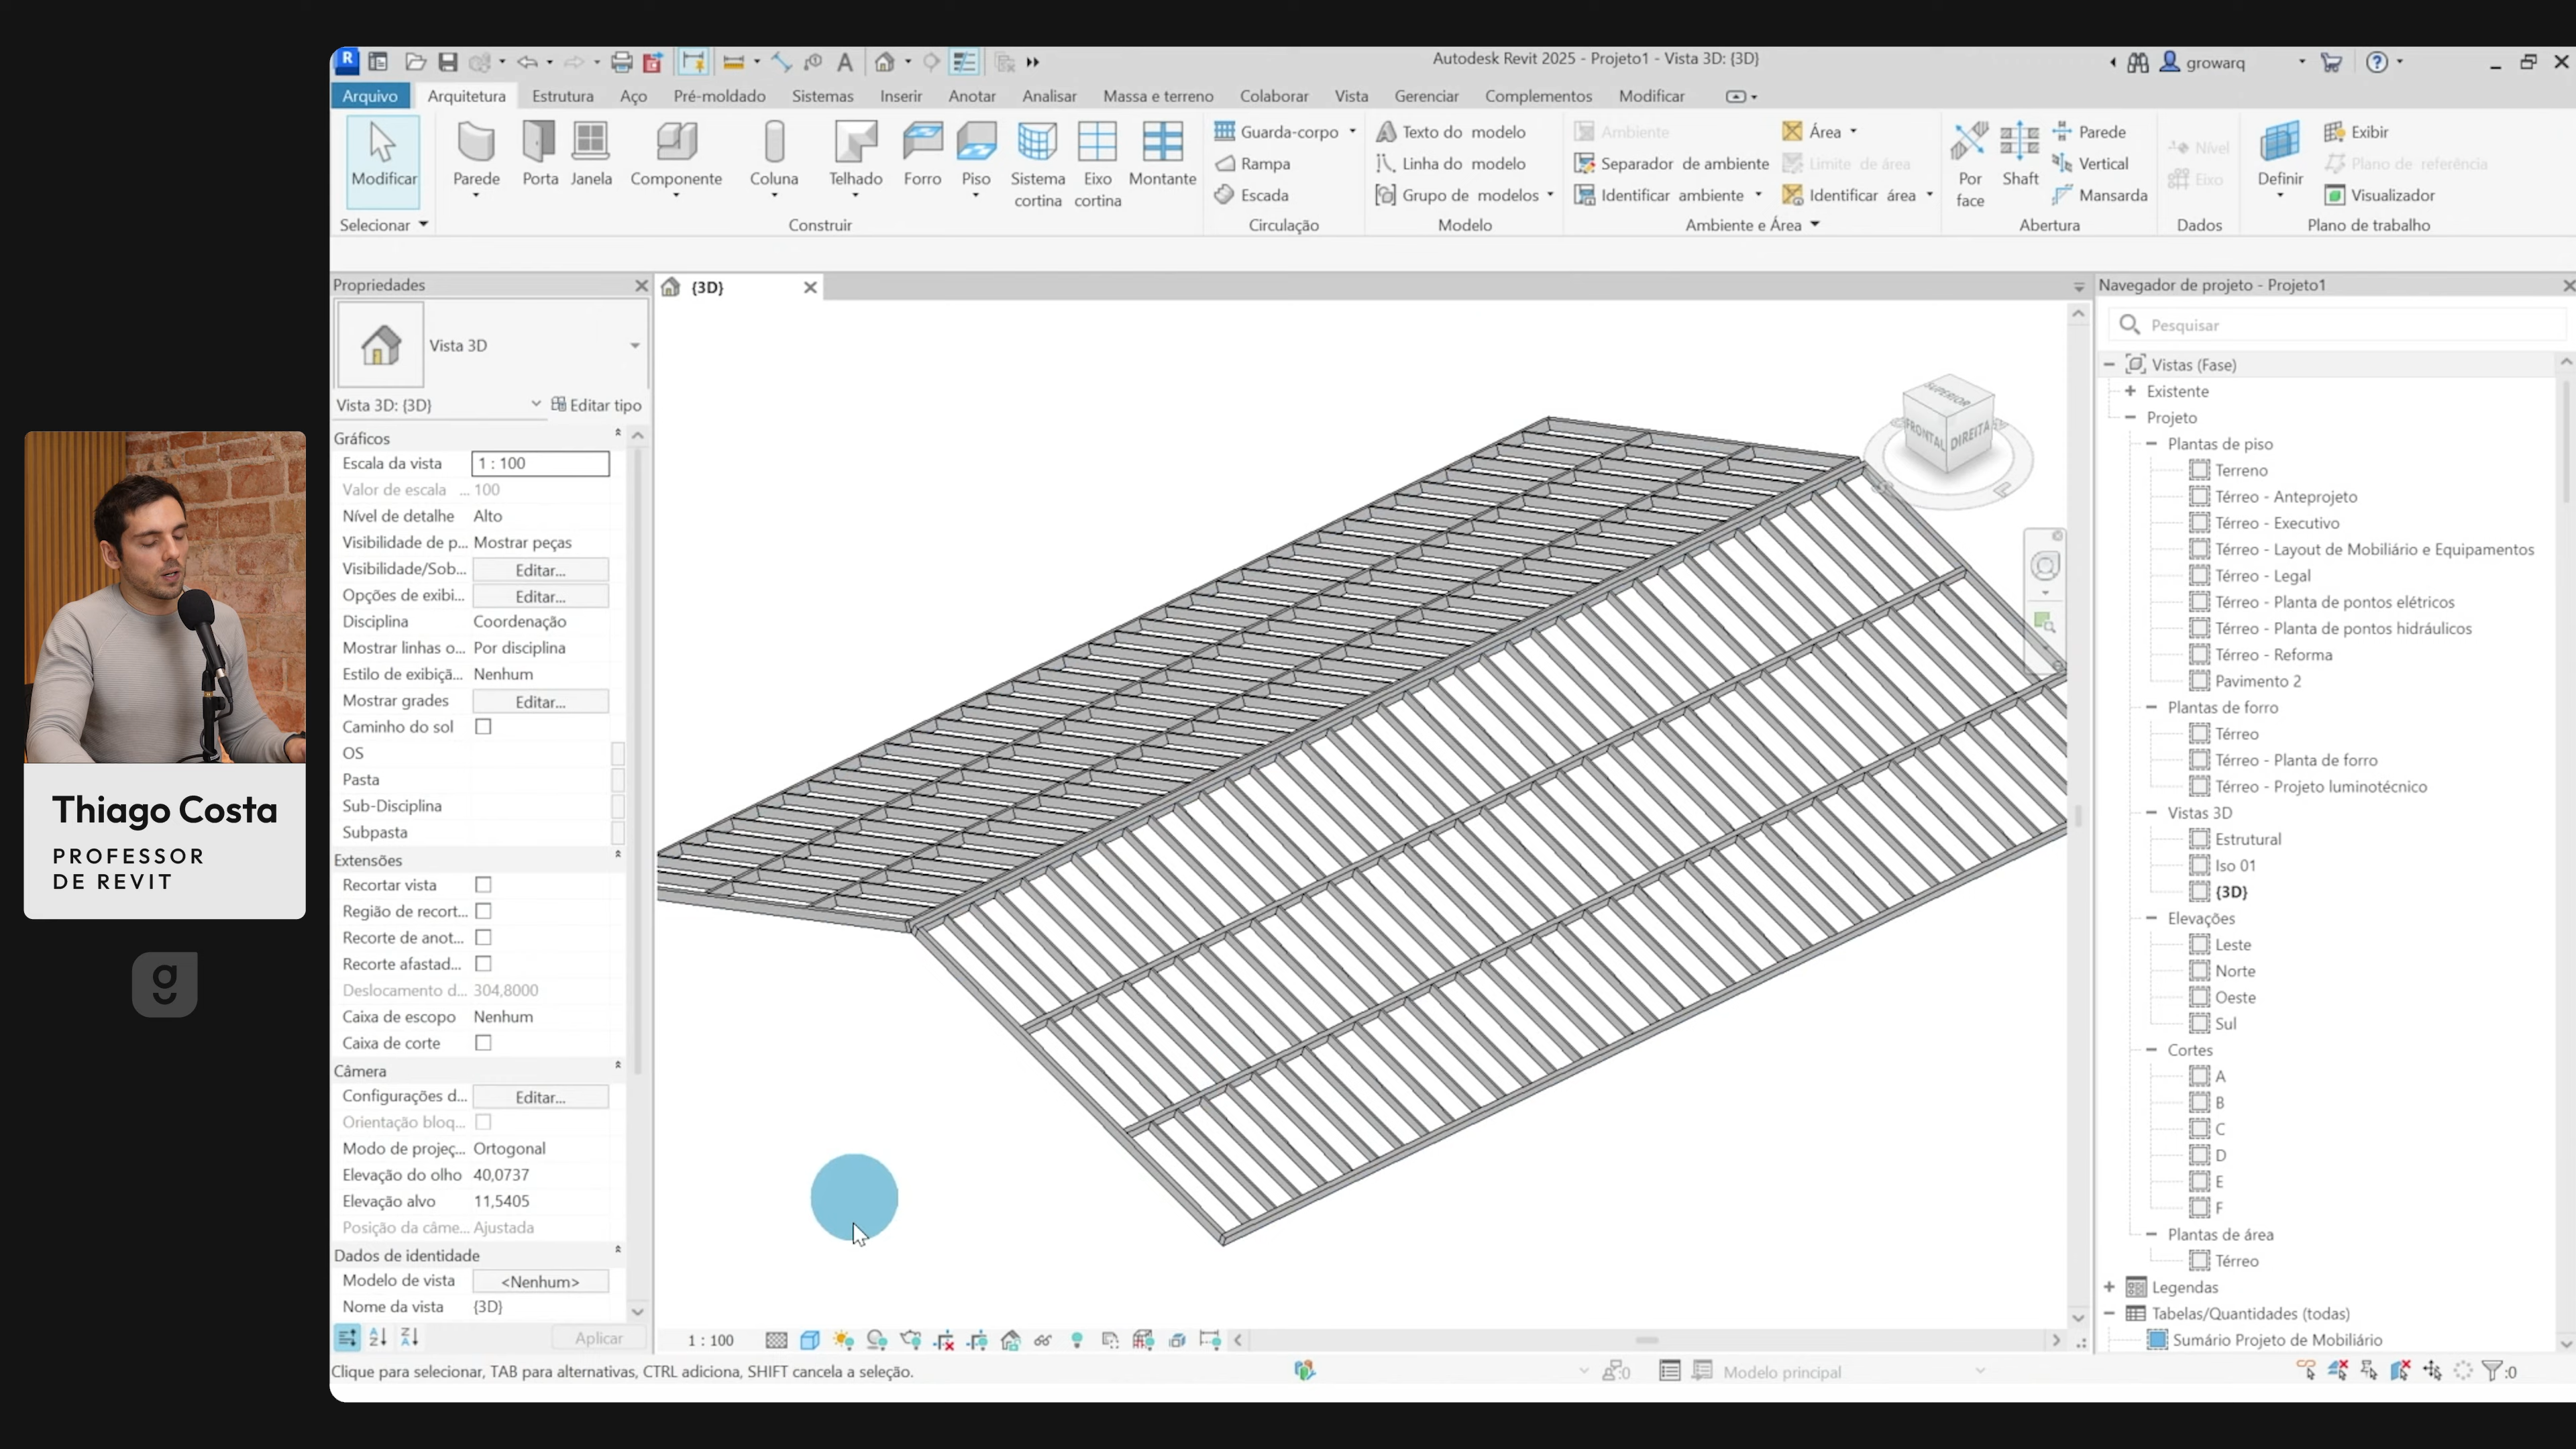 Autodesk Revit 2025 - Projeto1 - Vista 3D: {3D}
growarq
Arquivo
Arquitetura
Estrutura
Aço
Pré-moldado
Sistemas
Inserir
Anotar
Analisar
Massa e terreno
Colaborar
Vista
Gerenciar
Complementos
Modificar
Modificar
Parede
Porta
Janela
Componente
Coluna
Telhado
Forro
Piso
Sistema cortina
Eixo cortina
Montante
Guarda-corpo
Rampa
Escada
Texto do modelo
Linha do modelo
Grupo de modelos
Ambiente
Separador de ambiente
Identificar ambiente
Área
Limite de área
Identificar área
Por face
Shaft
Parede
Vertical
Mansarda
Nível
Eixo
Definir
Exibir
Plano de referência
Visualizador
Selecionar
Construir
Circulação
Modelo
Ambiente e Área
Abertura
Dados
Plano de trabalho
Propriedades
Vista 3D
Vista 3D: {3D}
Editar tipo
Gráficos
Escala da vista 1 : 100
Valor de escala ... 100
Nível de detalhe Alto
Visibilidade de p... Mostrar peças
Visibilidade/Sob... Editar...
Opções de exibi... Editar...
Disciplina Coordenação
Mostrar linhas o... Por disciplina
Estilo de exibiçã... Nenhum
Mostrar grades Editar...
Caminho do sol
OS
Pasta
Sub-Disciplina
Subpasta
Extensões
Recortar vista
Região de recort...
Recorte de anot...
Recorte afastad...
Deslocamento d... 304,8000
Caixa de escopo Nenhum
Caixa de corte
Câmera
Configurações d... Editar...
Orientação bloq...
Modo de projeç... Ortogonal
Elevação do olho 40,0737
Elevação alvo 11,5405
Posição da câme... Ajustada
Dados de identidade
Modelo de vista <Nenhum>
Nome da vista {3D}
Aplicar
{3D}
SUPERIOR
FRONTAL
DIREITA
1 : 100
Navegador de projeto - Projeto1
Pesquisar
Vistas (Fase)
Existente
Projeto
Plantas de piso
Terreno
Térreo - Anteprojeto
Térreo - Executivo
Térreo - Layout de Mobiliário e Equipamentos
Térreo - Legal
Térreo - Planta de pontos elétricos
Térreo - Planta de pontos hidráulicos
Térreo - Reforma
Pavimento 2
Plantas de forro
Térreo
Térreo - Planta de forro
Térreo - Projeto luminotécnico
Vistas 3D
Estrutural
Iso 01
{3D}
Elevações
Leste
Norte
Oeste
Sul
Cortes
A
B
C
D
E
F
Plantas de área
Térreo
Legendas
Tabelas/Quantidades (todas)
Sumário Projeto de Mobiliário
Clique para selecionar, TAB para alternativas, CTRL adiciona, SHIFT cancela a seleção.
:0
Modelo principal
:0
Thiago Costa
PROFESSOR
DE REVIT
g